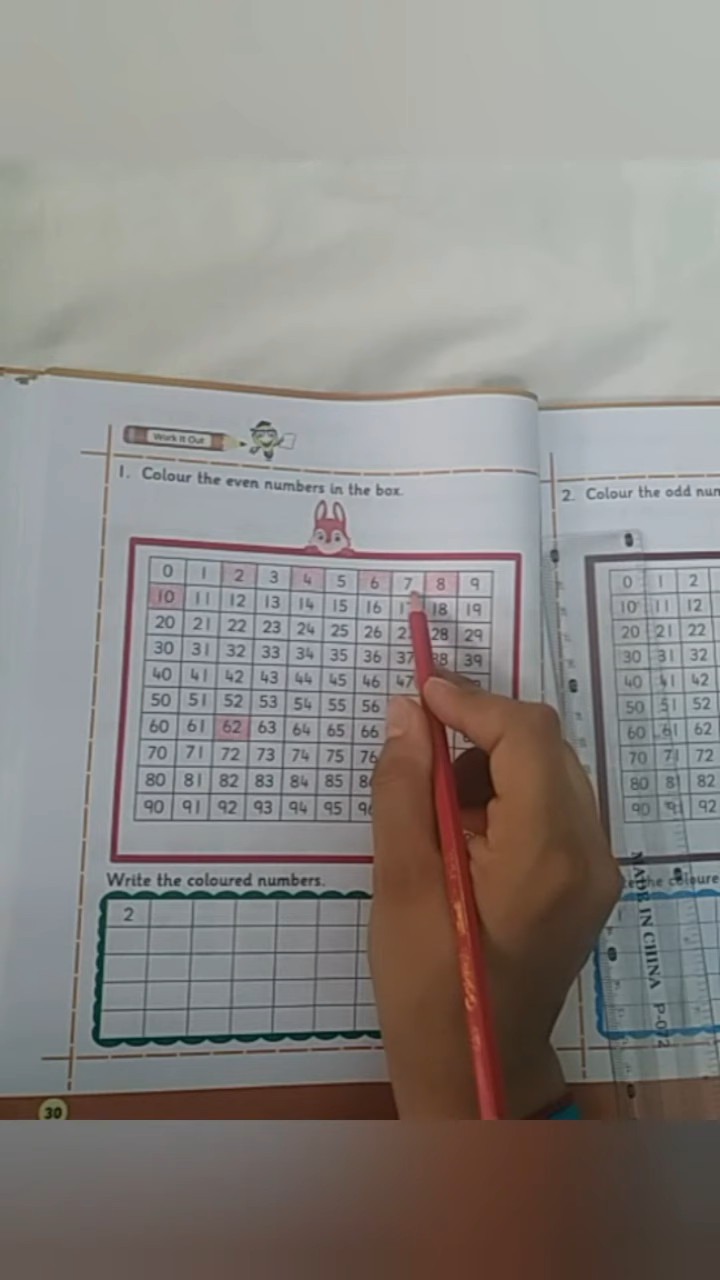 Work It Out
1. Colour the even numbers in the box.
0 1 2 3 4 5 6 7 8 9
10 11 12 13 14 15 16 18 19
20 21 22 23 24 25 26 28 29
30 31 32 33 34 35 36 37 39
40 41 42 43 44 45 46 47
50 51 52 53 54 55 56
60 61 62 63 64 65 66
70 71 72 73 74 75 76
80 81 82 83 84 85
90 91 92 93 94 95
Write the coloured numbers.
2
30
2. Colour the odd
0 1 2
10 11 12
20 21 22
30 31 32
40 41 42
50 51 52
60 61 62
70 71 72
80 81 82
90 91 92
the
MADE IN CHINA P-072